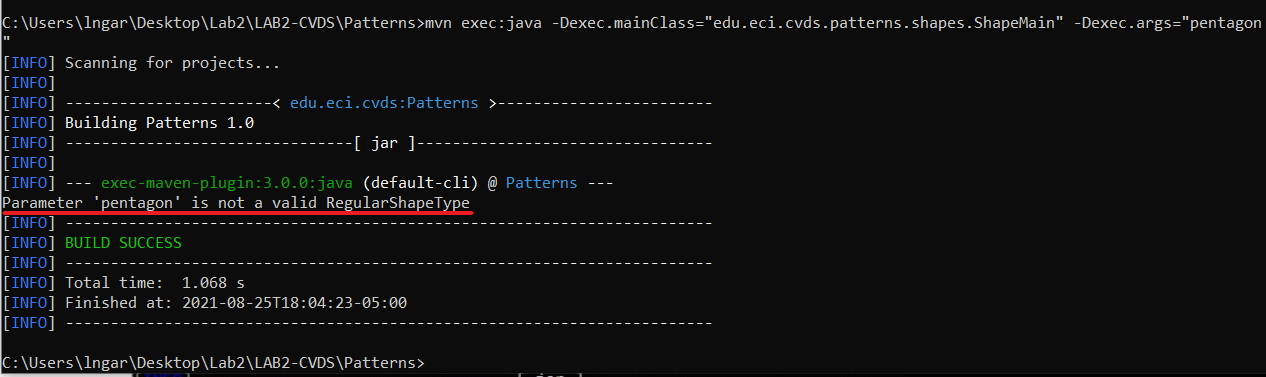 C:\Users\lngar\Desktop\Lab2\LAB2-CVDS\Patterns>mvn exec:java -Dexec.mainClass="edu.eci.cvds.patterns.shapes.ShapeMain" -Dexec.args="pentagon
"
[INFO] Scanning for projects...
[INFO]
[INFO] -----------------------< edu.eci.cvds:Patterns >------------------------
[INFO] Building Patterns 1.0
[INFO] --------------------------------[ jar ]---------------------------------
[INFO]
[INFO] --- exec-maven-plugin:3.0.0:java (default-cli) @ Patterns ---
Parameter 'pentagon' is not a valid RegularShapeType
[INFO] ------------------------------------------------------------------------
[INFO] BUILD SUCCESS
[INFO] ------------------------------------------------------------------------
[INFO] Total time:  1.068 s
[INFO] Finished at: 2021-08-25T18:04:23-05:00
[INFO] ------------------------------------------------------------------------
C:\Users\lngar\Desktop\Lab2\LAB2-CVDS\Patterns>